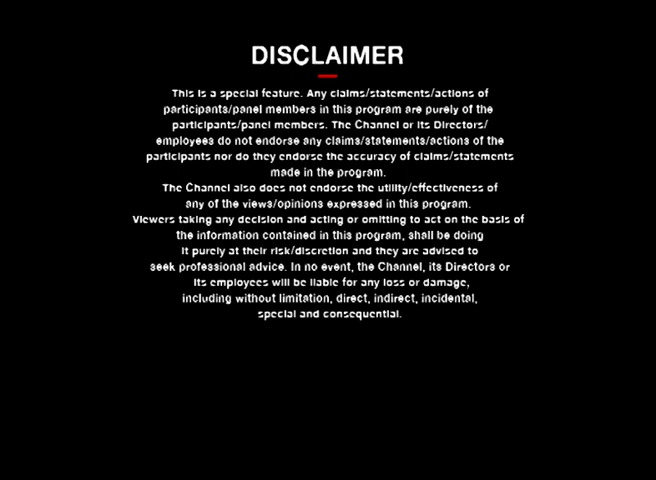 DISCLAIMER
This is a special feature. Any claims/statements/actions of
participants/panel members in this program are purely of the
participants/panel members. The Channel or its Directors/
employees do not endorse any claims/statements/actions of the
participants nor do they endorse the accuracy of claims/statements
made in the program.
The Channel also does not endorse the utility/effectiveness of
any of the views/opinions expressed in this program.
Viewers taking any decision and acting or omitting to act on the basis of
the information contained in this program, shall be doing
it purely at their risk/discretion and they are advised to
seek professional advice. In no event, the Channel, its Directors or
its employees will be liable for any loss or damage,
including without limitation, direct, indirect, incidental,
special and consequential.